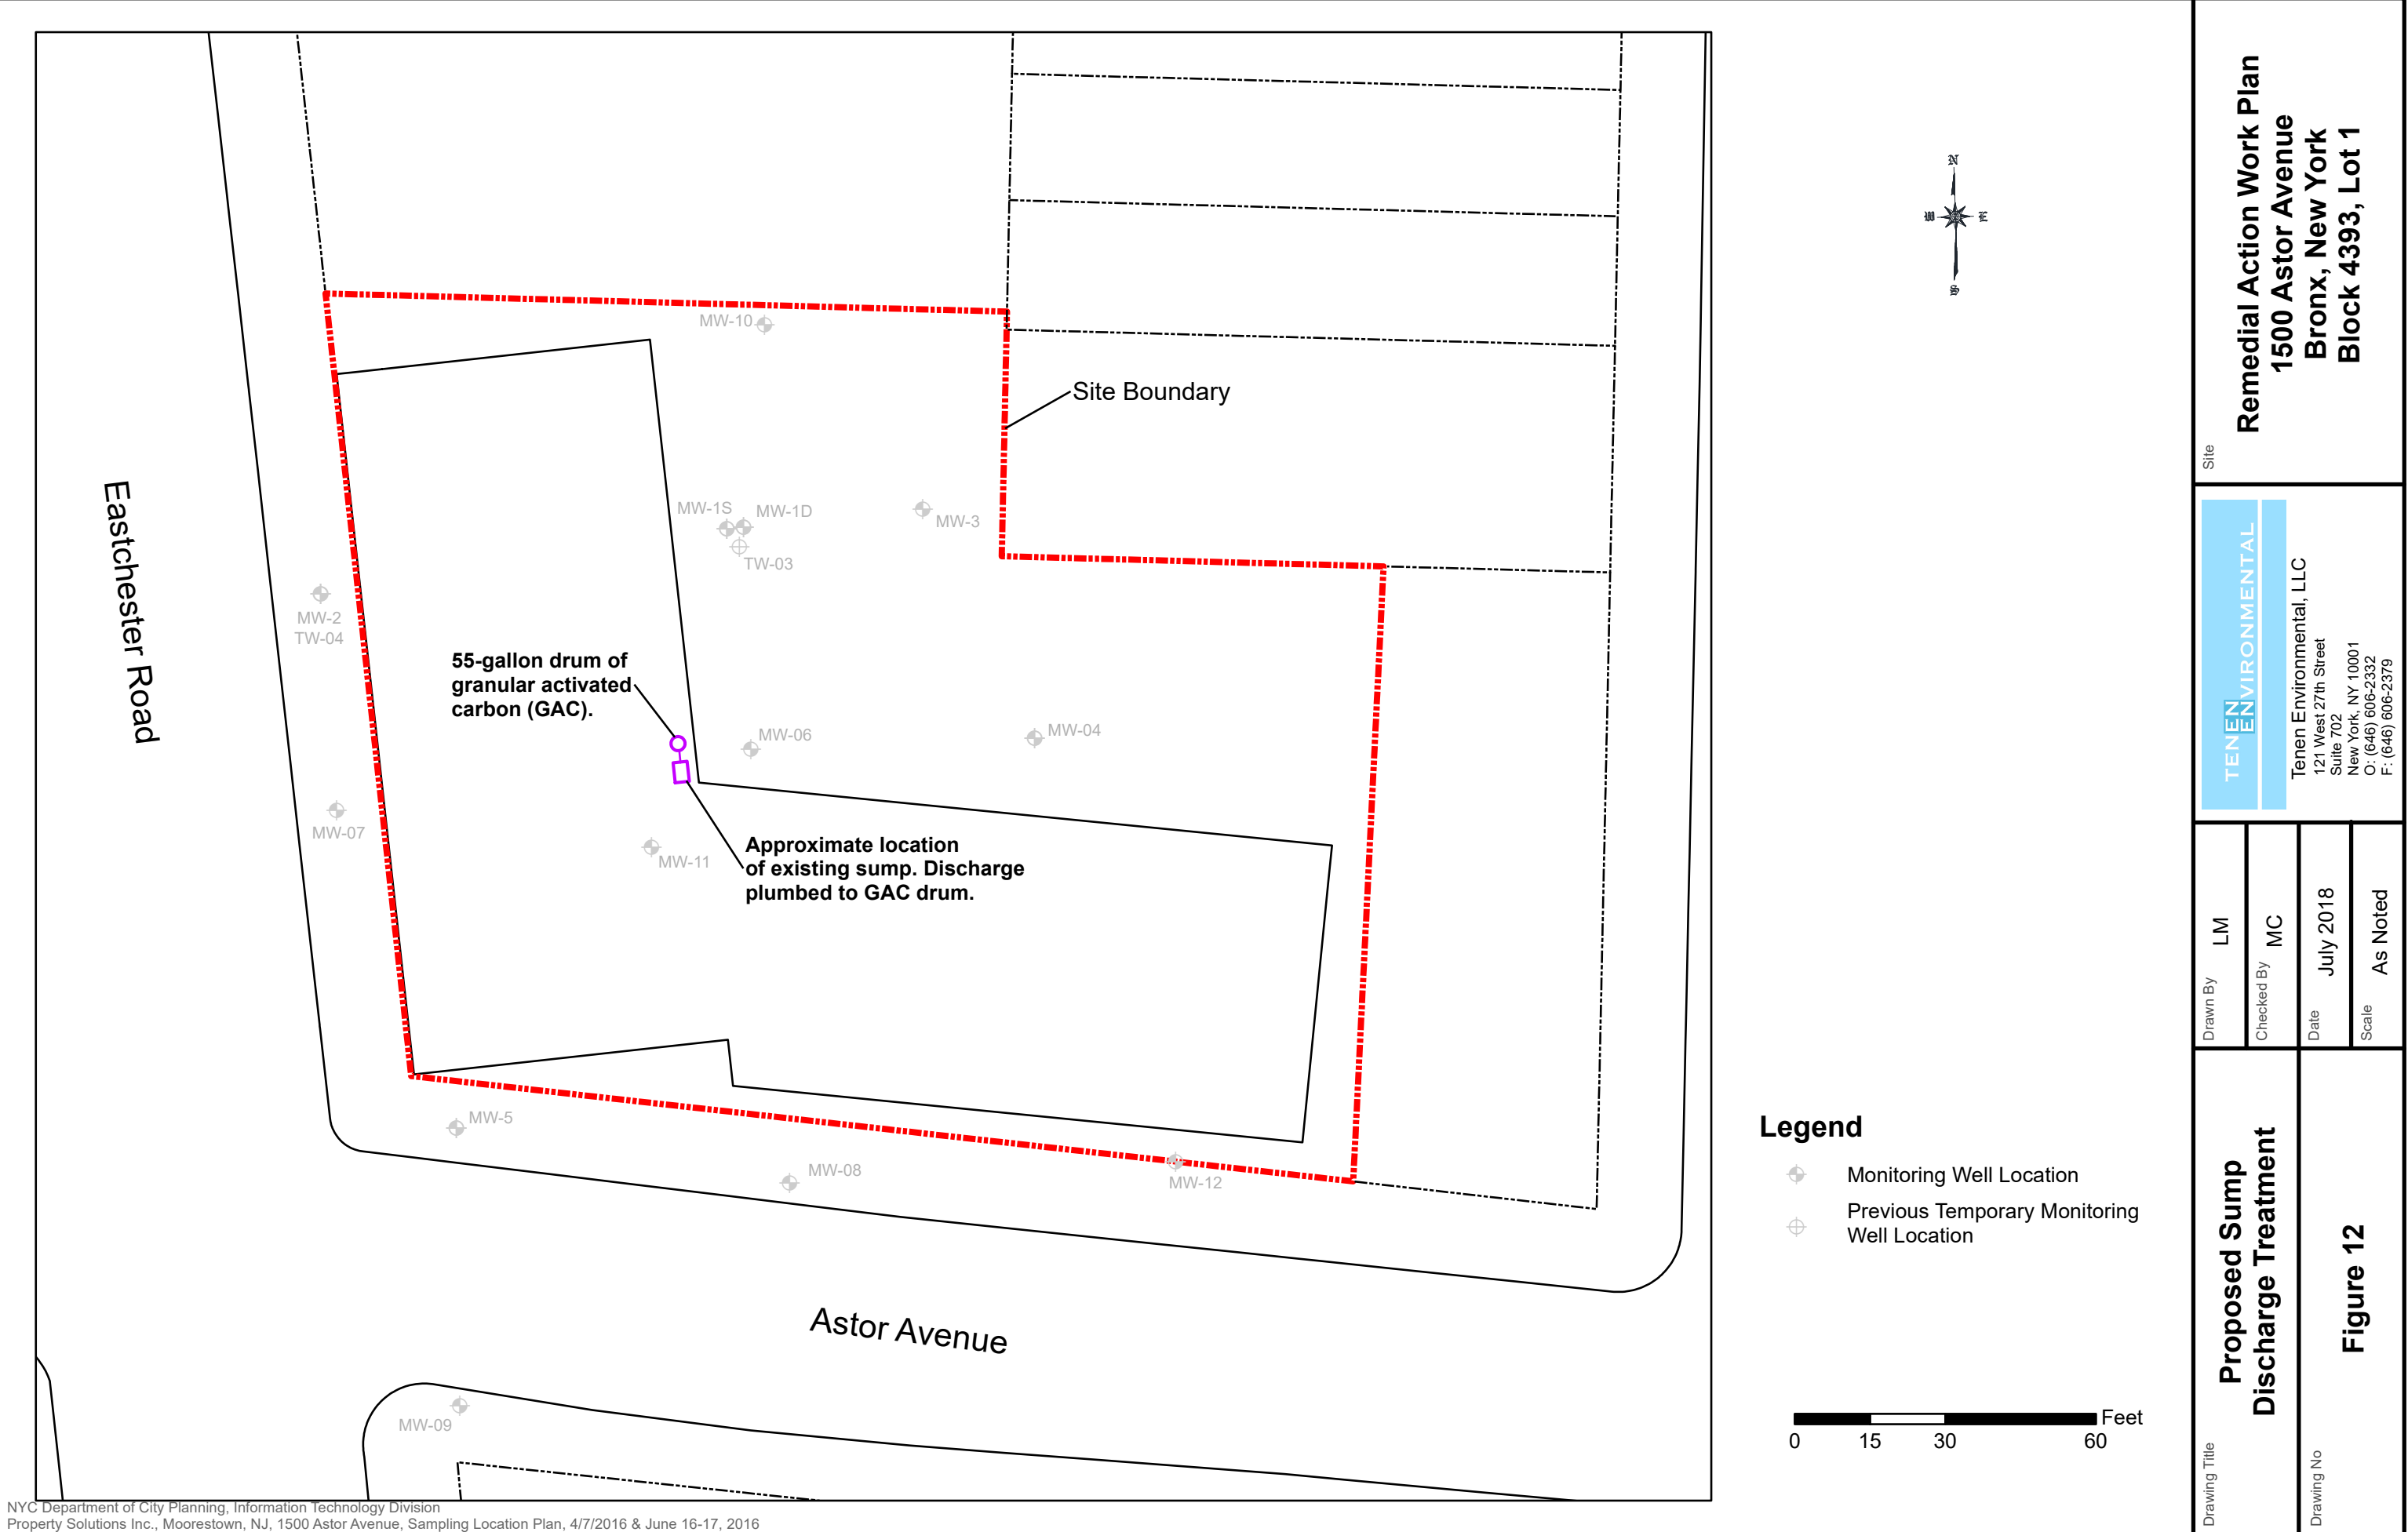 N
W
E
S
Site Boundary
MW-10
MW-1S
MW-1D
TW-03
MW-3
MW-2
TW-04
Eastchester Road
55-gallon drum of
granular activated
carbon (GAC).
MW-06
MW-04
MW-07
MW-11
Approximate location
of existing sump. Discharge
plumbed to GAC drum.
MW-5
MW-08
MW-12
Astor Avenue
MW-09
Legend
Monitoring Well Location
Previous Temporary Monitoring
Well Location
Feet
0 15 30 60
NYC Department of City Planning, Information Technology Division
Property Solutions Inc., Moorestown, NJ, 1500 Astor Avenue, Sampling Location Plan, 4/7/2016 & June 16-17, 2016
Site
Remedial Action Work Plan
1500 Astor Avenue
Bronx, New York
Block 4393, Lot 1
TENEN
ENVIRONMENTAL
Tenen Environmental, LLC
121 West 27th Street
Suite 702
New York, NY 10001
O: (646) 606-2332
F: (646) 606-2379
Drawn By LM
Checked By MC
Date July 2018
Scale As Noted
Drawing Title
Proposed Sump
Discharge Treatment
Drawing No
Figure 12